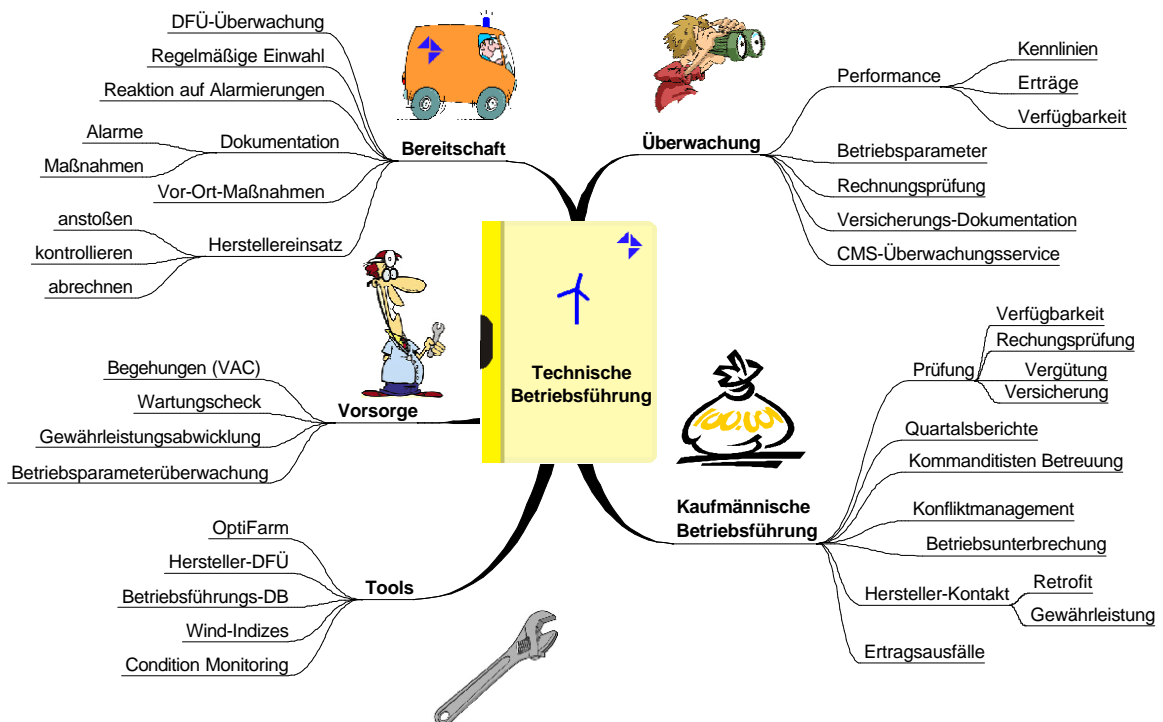 Technische
Betriebsführung
Bereitschaft
DFÜ-Überwachung
Regelmäßige Einwahl
Reaktion auf Alarmierungen
Dokumentation
Alarme
Maßnahmen
Vor-Ort-Maßnahmen
Herstellereinsatz
anstoßen
kontrollieren
abrechnen
Vorsorge
Begehungen (VAC)
Wartungscheck
Gewährleistungsabwicklung
Betriebsparameterüberwachung
Tools
OptiFarm
Hersteller-DFÜ
Betriebsführungs-DB
Wind-Indizes
Condition Monitoring
Überwachung
Performance
Kennlinien
Erträge
Verfügbarkeit
Betriebsparameter
Rechnungsprüfung
Versicherungs-Dokumentation
CMS-Überwachungsservice
Kaufmännische
Betriebsführung
Prüfung
Verfügbarkeit
Rechungsprüfung
Vergütung
Versicherung
Quartalsberichte
Kommanditisten Betreuung
Konfliktmanagement
Betriebsunterbrechung
Hersteller-Kontakt
Retrofit
Gewährleistung
Ertragsausfälle